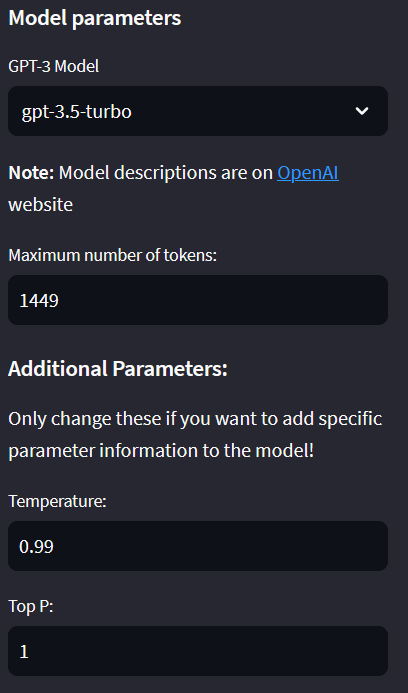 Model parameters
GPT-3 Model
gpt-3.5-turbo
Note: Model descriptions are on OpenAI
website
Maximum number of tokens:
1449
Additional Parameters:
Only change these if you want to add specific
parameter information to the model!
Temperature:
0.99
Top P:
1